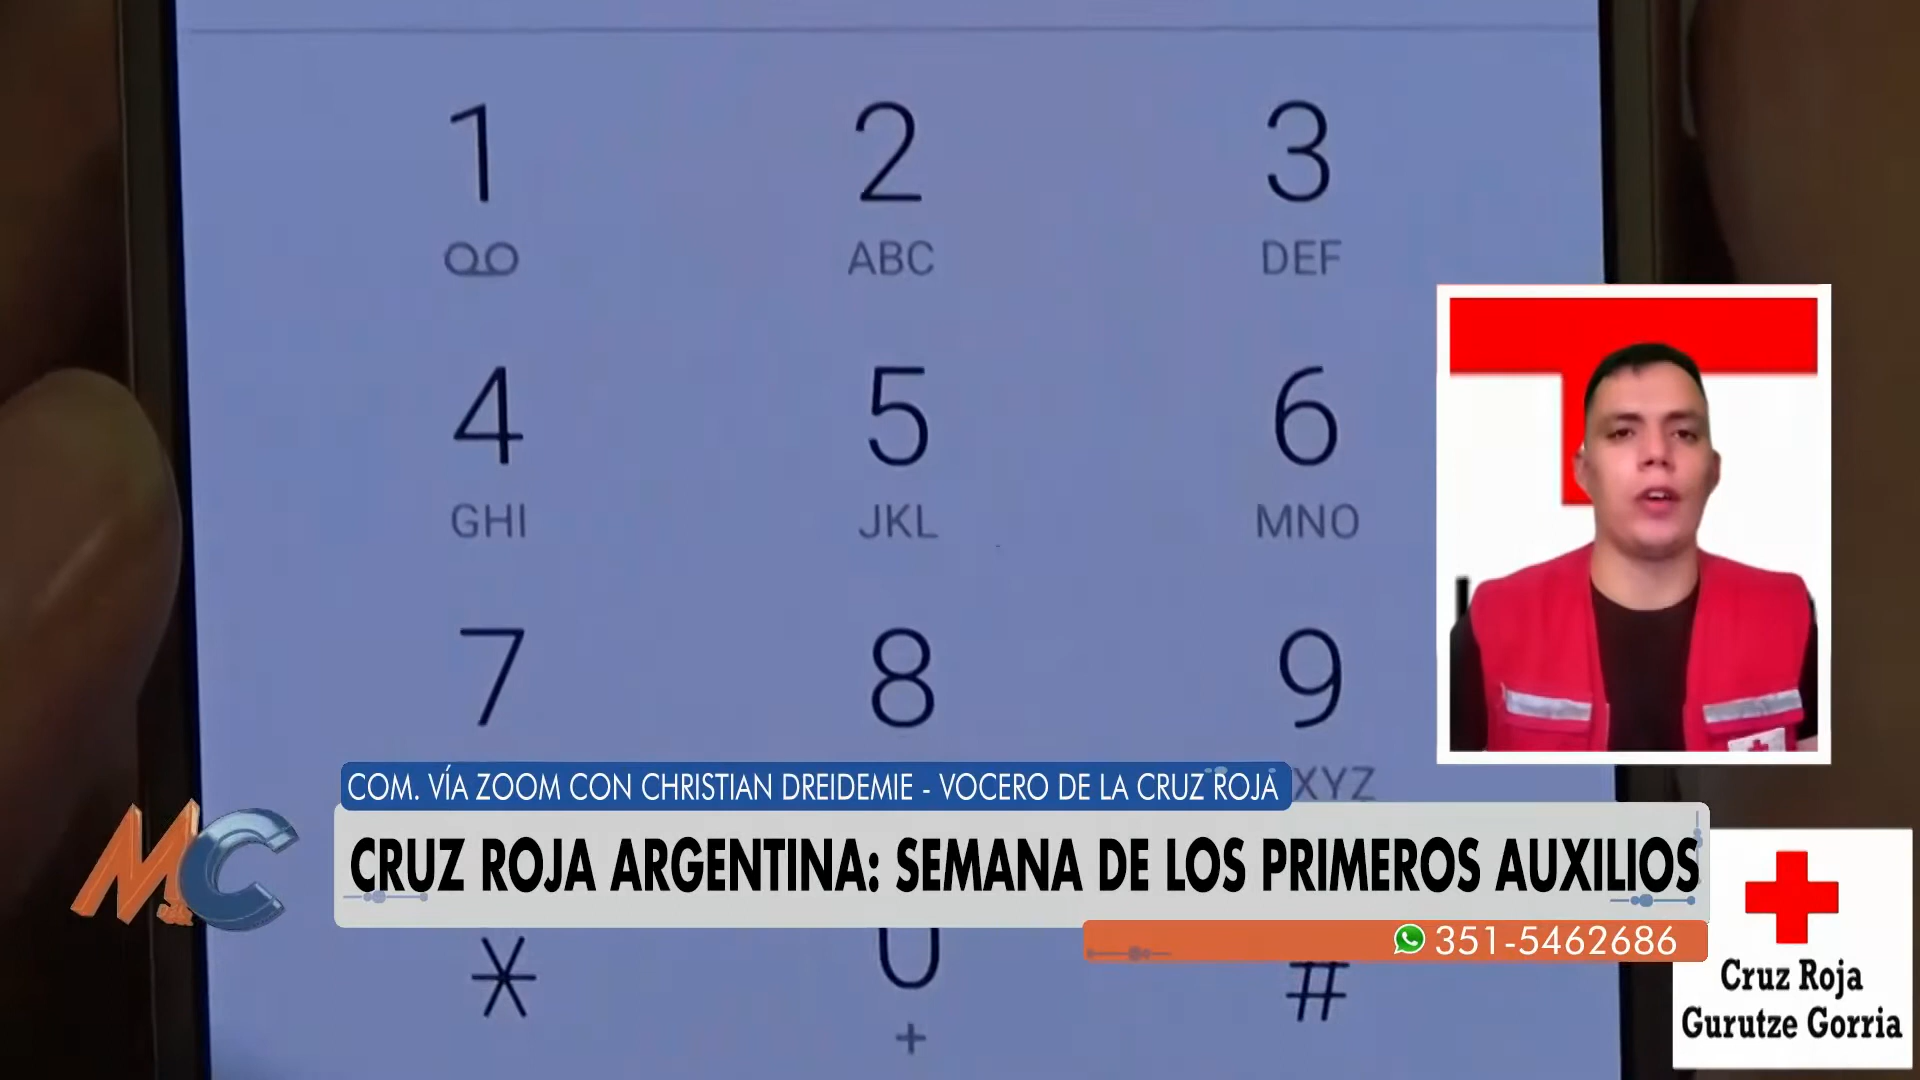 1 2 3
ABC DEF
4 5 6
GHI JKL MNO
7 8 9
XYZ
COM. VÍA ZOOM CON CHRISTIAN DREIDEMIE - VOCERO DE LA CRUZ ROJA
MC
CRUZ ROJA ARGENTINA: SEMANA DE LOS PRIMEROS AUXILIOS
351-5462686
* 0 #
+
Cruz Roja
Gurutze Gorria